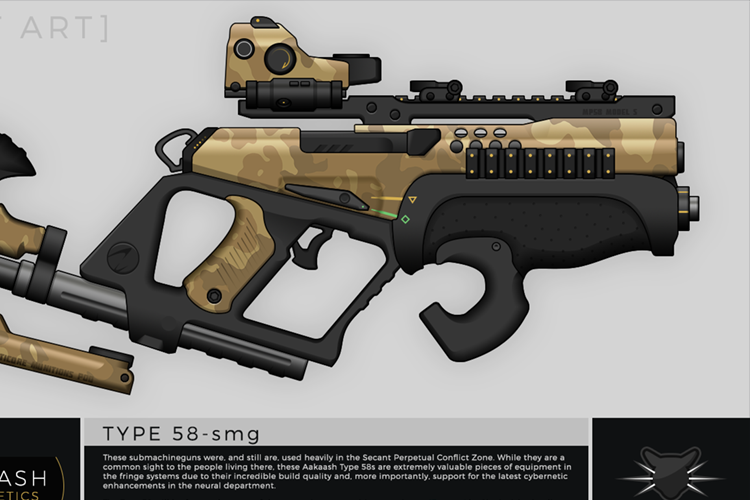 ART]
TYPE 58-smg
These submachineguns were, and still are, used heavily in the Secant Perpetual Conflict Zone. While they are a
common sight to the people living there, these Aakaash Type 58s are extremely valuable pieces of equipment in
the fringe systems due to their incredible build quality and, more importantly, support for the latest cybernetic
enhancements in the neural department.
ASH
ETICS